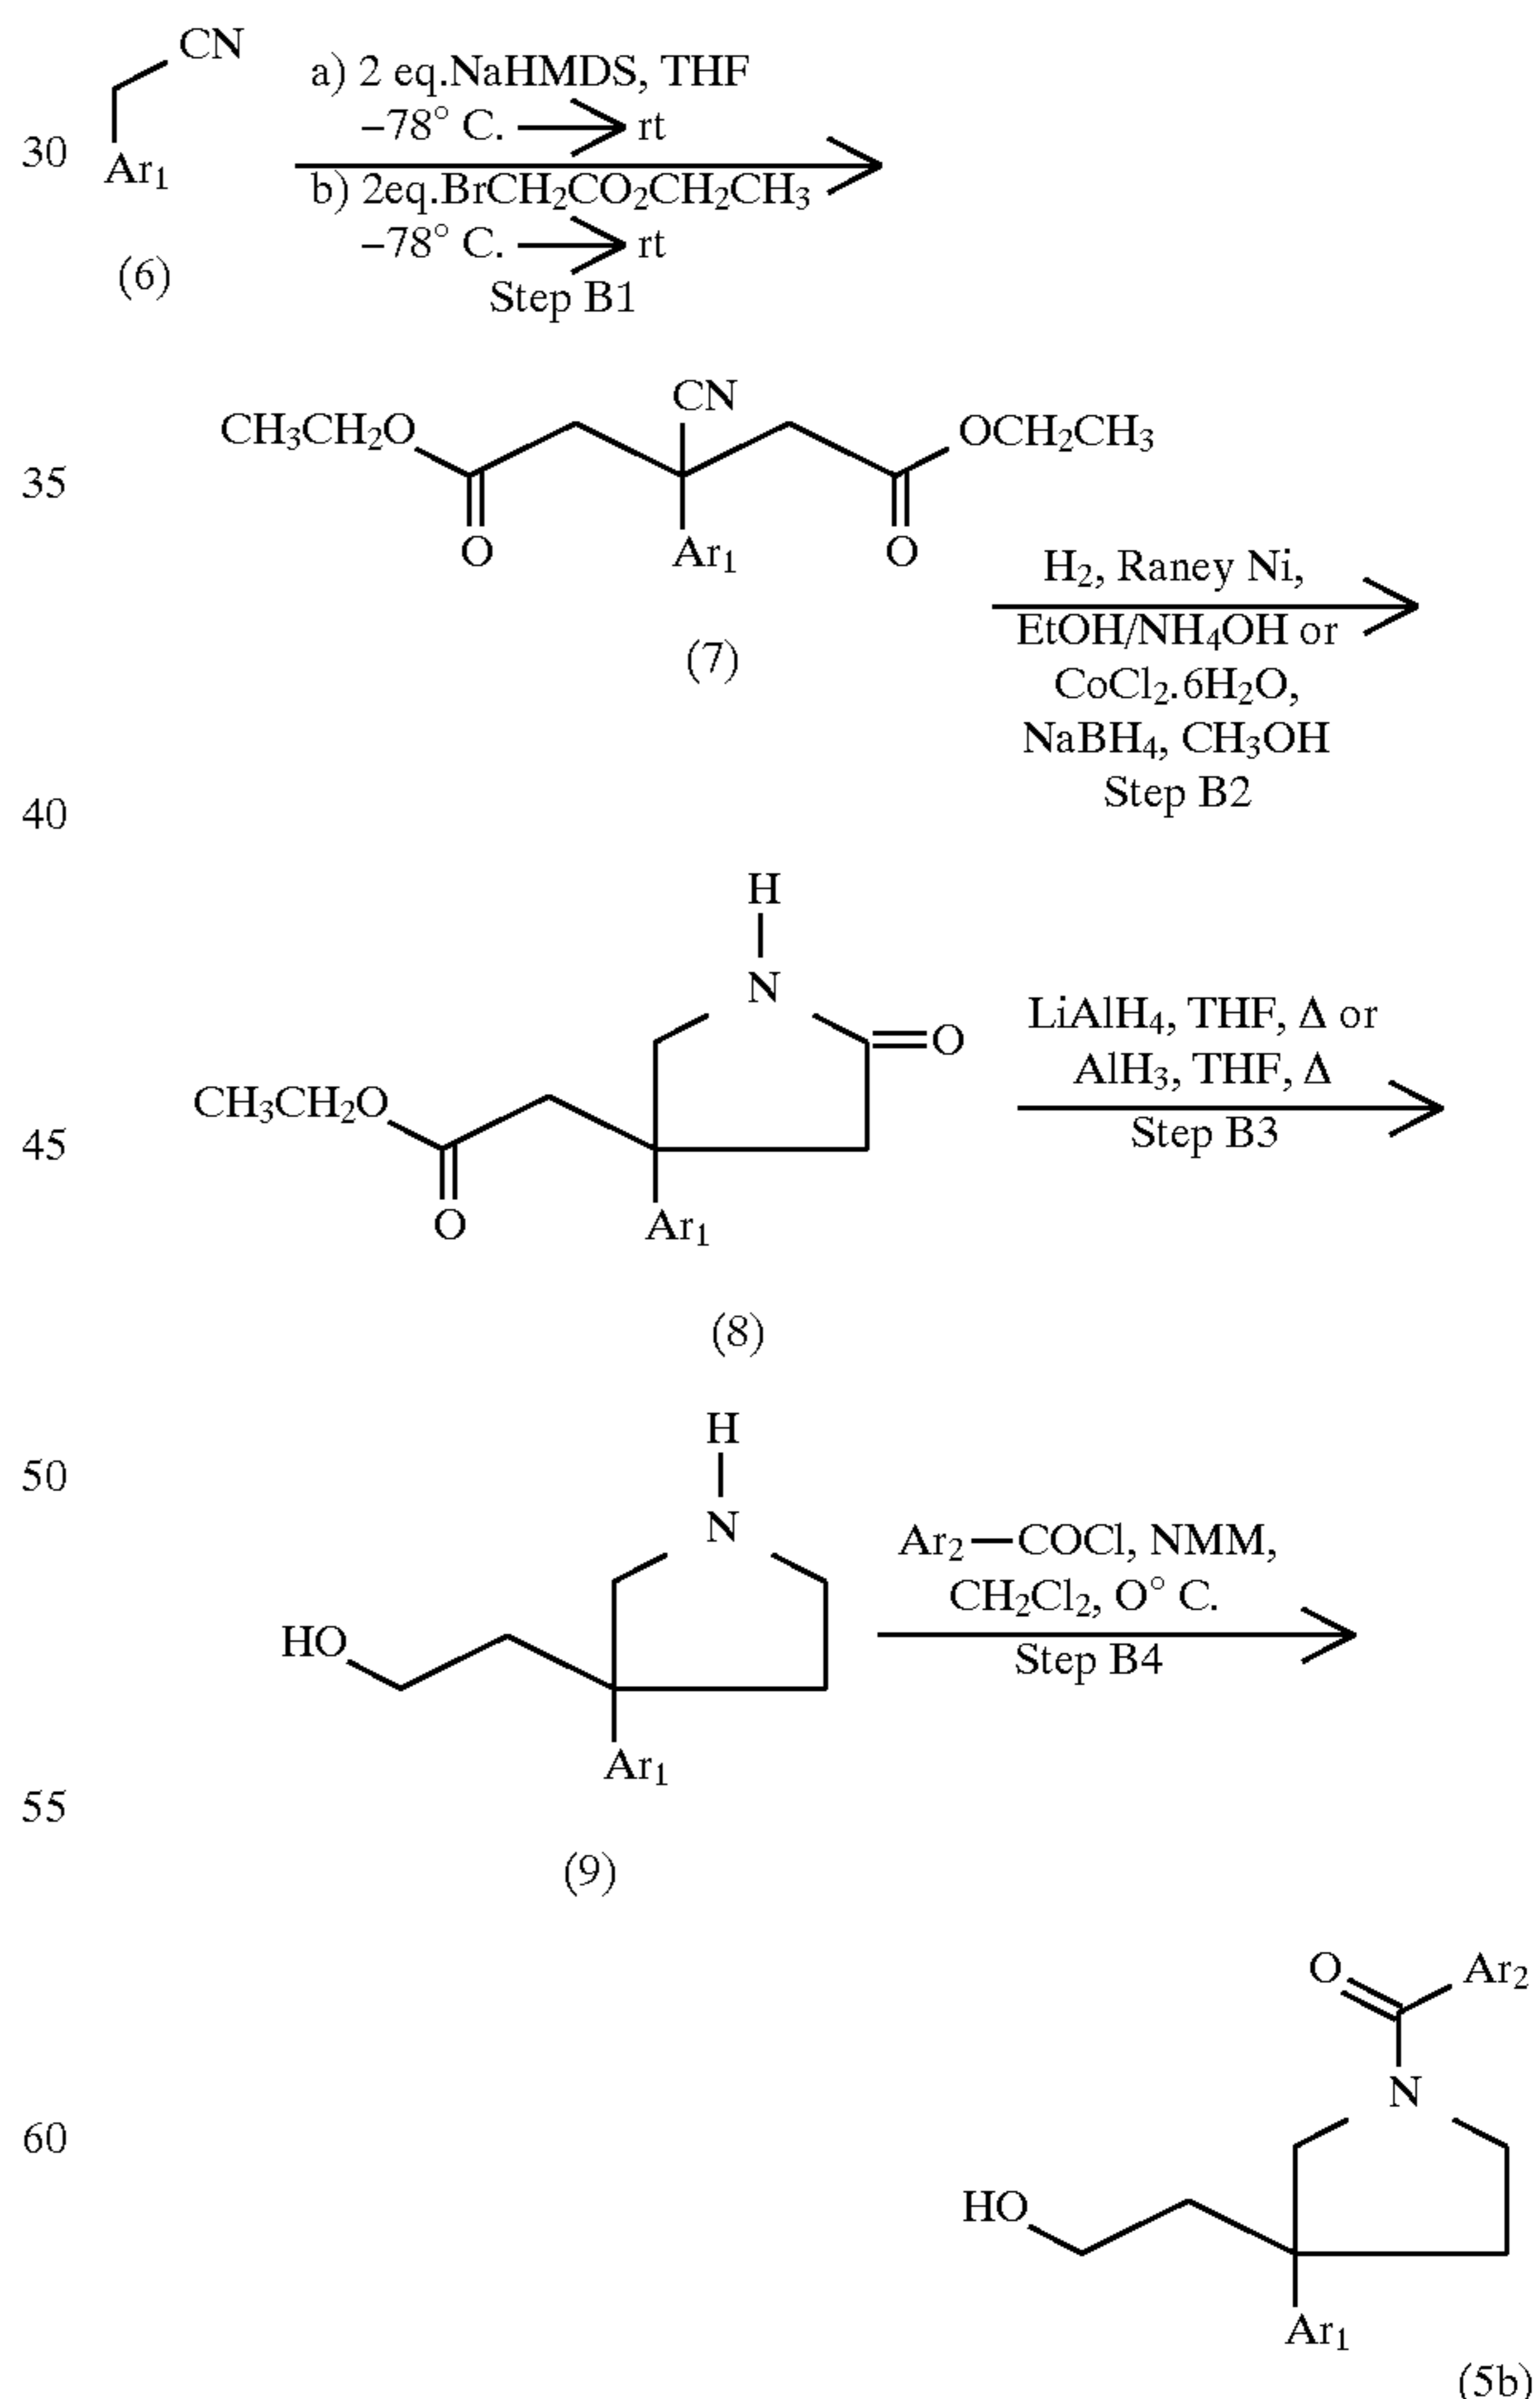 CN
a) 2 eq.NaHMDS, THF
–78° C. → rt
30
Ar₁
b) 2eq.BrCH₂CO₂CH₂CH₃
–78° C. → rt
(6)
Step B1
CN
CH₃CH₂O
OCH₂CH₃
35
O
Ar₁
O
H₂, Raney Ni,
EtOH/NH₄OH or
(7)
CoCl₂.6H₂O,
NaBH₄, CH₃OH
Step B2
40
H
N
O
LiAlH₄, THF, Δ or
AlH₃, THF, Δ
CH₃CH₂O
Step B3
45
O
Ar₁
(8)
H
50
N
Ar₂—COCl, NMM,
CH₂Cl₂, O° C.
HO
Step B4
Ar₁
55
(9)
O
Ar₂
N
60
HO
Ar₁
(5b)